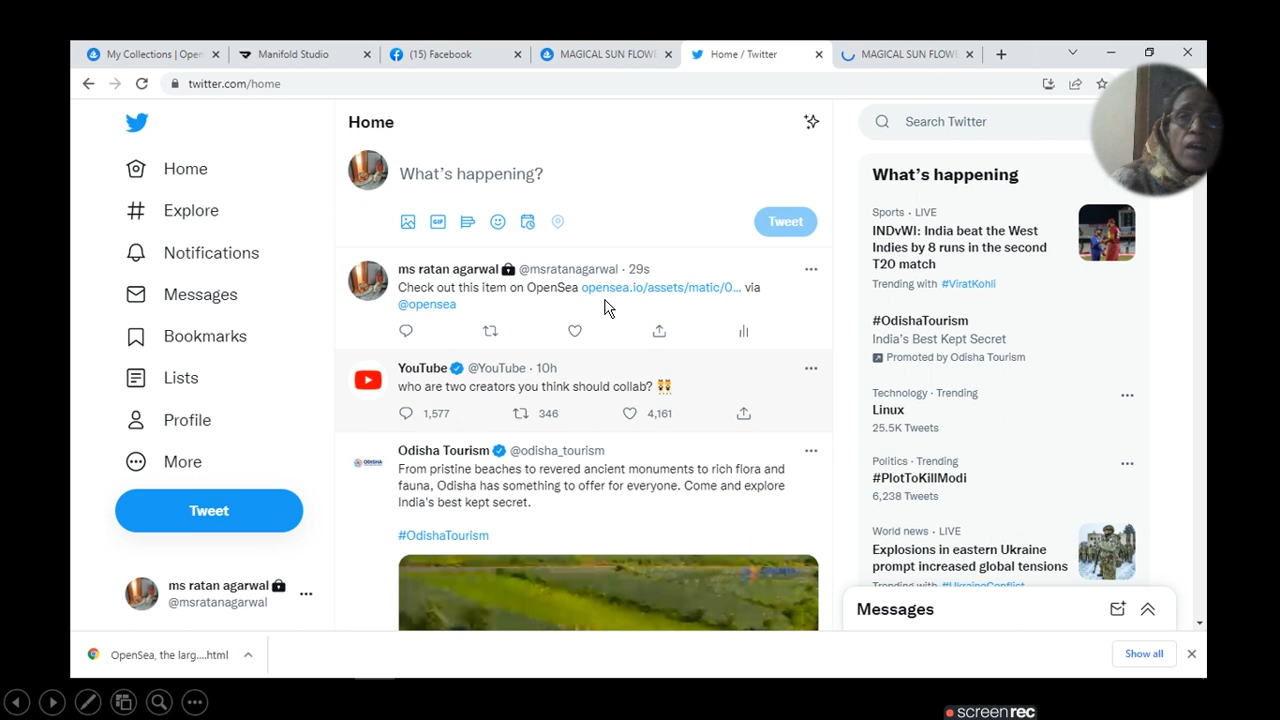 My Collections | Open
Manifold Studio
(15) Facebook
MAGICAL SUN FLOWE
Home / Twitter
MAGICAL SUN FLOWE
twitter.com/home
Home
Explore
Notifications
Messages
Bookmarks
Lists
Profile
More
Tweet
ms ratan agarwal
@msratanagarwal
Home
What's happening?
GIF
Tweet
ms ratan agarwal @msratanagarwal · 29s
Check out this item on OpenSea opensea.io/assets/matic/0... via
@opensea
YouTube @YouTube · 10h
who are two creators you think should collab? 👯
1,577 346 4,161
Odisha Tourism @odisha_tourism
From pristine beaches to revered ancient monuments to rich flora and
fauna, Odisha has something to offer for everyone. Come and explore
India's best kept secret.
#OdishaTourism
ODISHA
Search Twitter
What's happening
Sports · LIVE
INDvWI: India beat the West
Indies by 8 runs in the second
T20 match
Trending with #ViratKohli
#OdishaTourism
India's Best Kept Secret
Promoted by Odisha Tourism
Technology · Trending
Linux
25.5K Tweets
Politics · Trending
#PlotToKillModi
6,238 Tweets
World news · LIVE
Explosions in eastern Ukraine
prompt increased global tensions
Trending with #UkraineConflict
Messages
OpenSea, the larg....html
Show all
screenrec